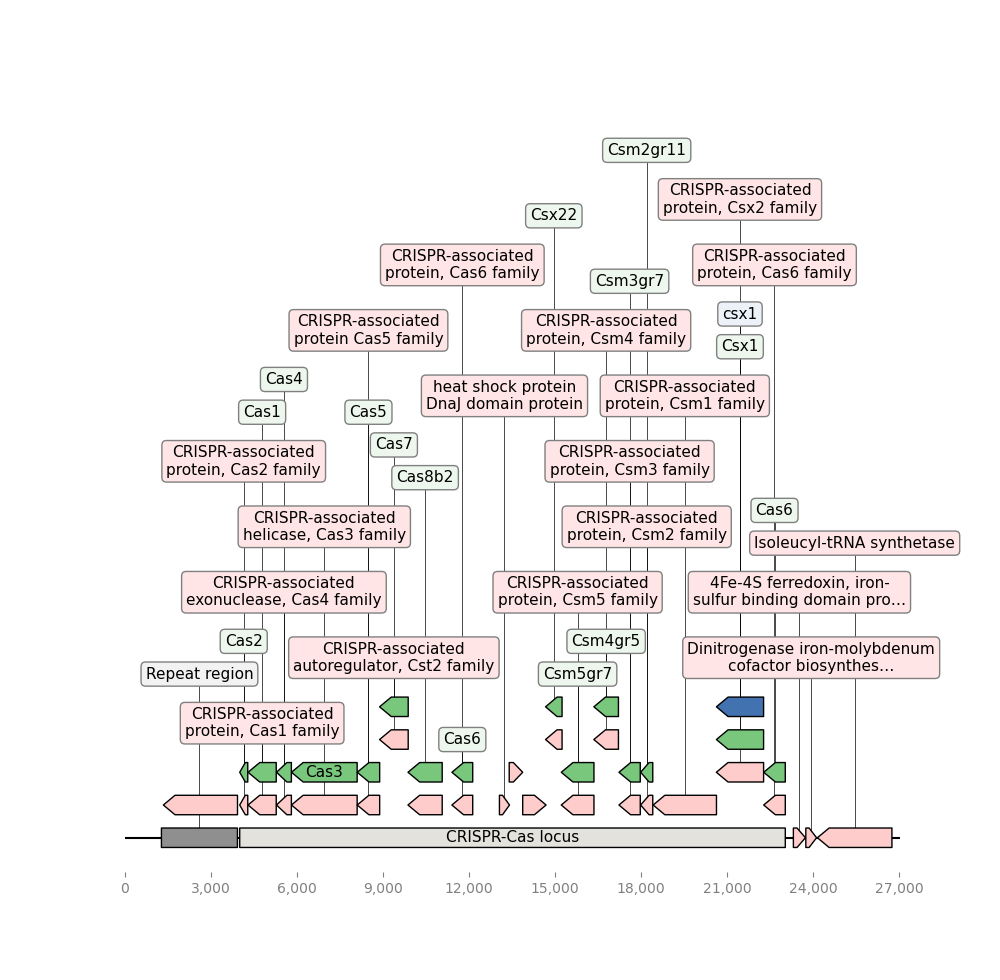 Csm2gr11
CRISPR-associated
protein, Csx2 family
Csx22
CRISPR-associated
protein, Cas6 family
CRISPR-associated
protein, Cas6 family
Csm3gr7
csx1
CRISPR-associated
protein Cas5 family
CRISPR-associated
protein, Csm4 family
Csx1
Cas4
heat shock protein
DnaJ domain protein
CRISPR-associated
protein, Csm1 family
Cas1
Cas5
Cas7
CRISPR-associated
protein, Cas2 family
CRISPR-associated
protein, Csm3 family
Cas8b2
Cas6
CRISPR-associated
helicase, Cas3 family
CRISPR-associated
protein, Csm2 family
Isoleucyl-tRNA synthetase
CRISPR-associated
exonuclease, Cas4 family
CRISPR-associated
protein, Csm5 family
4Fe-4S ferredoxin, iron-
sulfur binding domain pro...
Cas2
Csm4gr5
CRISPR-associated
autoregulator, Cst2 family
Dinitrogenase iron-molybdenum
cofactor biosynthes...
Repeat region
Csm5gr7
CRISPR-associated
protein, Cas1 family
Cas6
Cas3
CRISPR-Cas locus
0 3,000 6,000 9,000 12,000 15,000 18,000 21,000 24,000 27,000